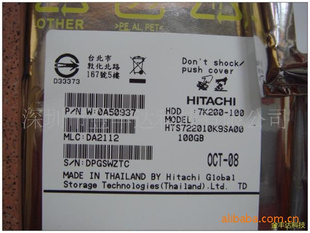 OTHER
PE AL PET
台北市
敦化北路
167號5樓
D33373
Don't shock/
push cover
HITACHI
P/N W:0A50937
HDD :7K200-100
MODEL:
HTS722010K9SA00
100GB
MLC:DA2112
S/N:DPGSWZTC
OCT-08
MADE IN THAILAND BY Hitachi Global
Storage Technologies(Thailand).Ltd.
alibaba.com.cn